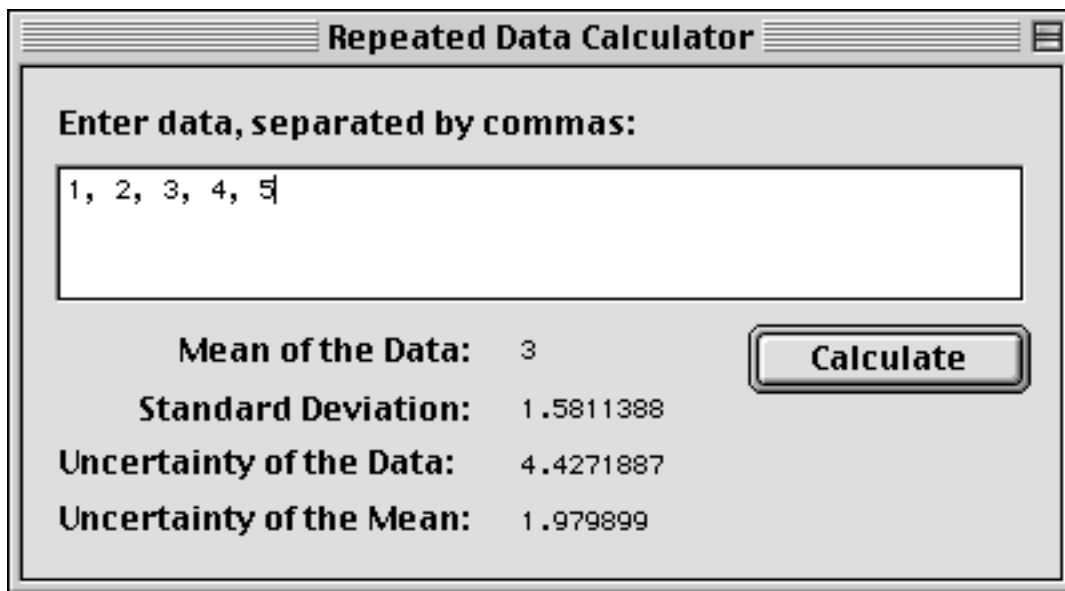 Repeated Data Calculator
Enter data, separated by commas:
1, 2, 3, 4, 5
Mean of the Data: 3
Calculate
Standard Deviation: 1.5811388
Uncertainty of the Data: 4.4271887
Uncertainty of the Mean: 1.979899